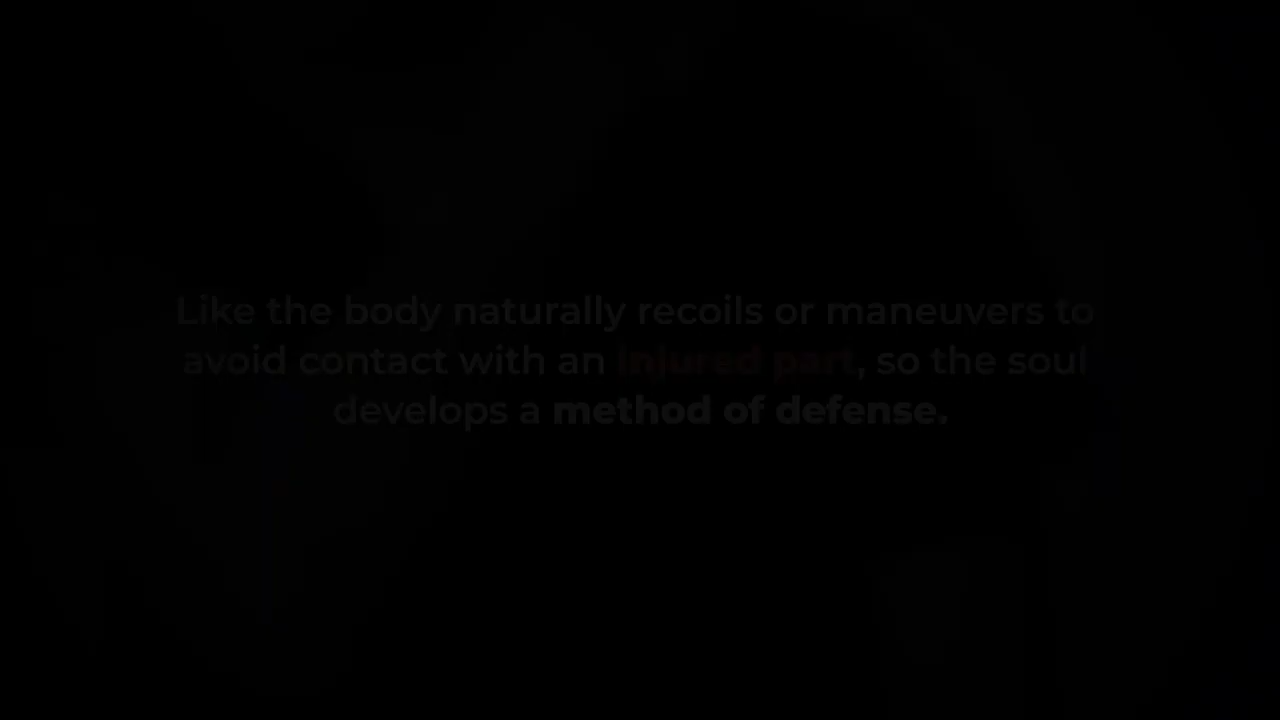 Like the body naturally recoils or maneuvers to
avoid contact with an injured part, so the soul
develops a method of defense.